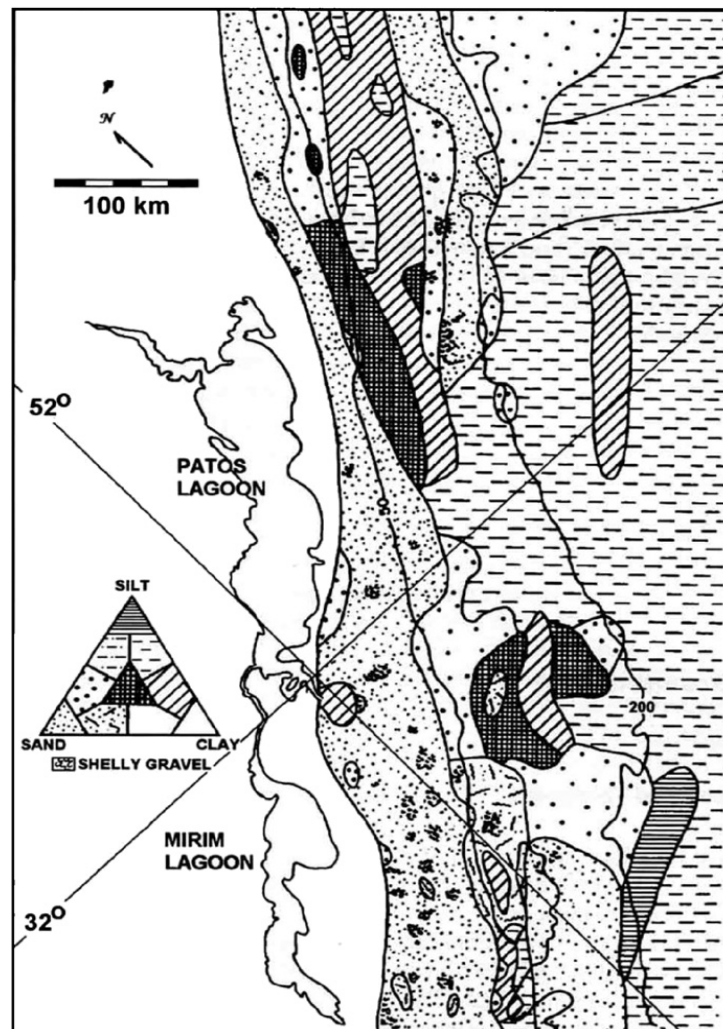 N
100 km
52°
PATOS
LAGOON
50
SILT
200
SAND CLAY
SHELLY GRAVEL
MIRIM
LAGOON
32°